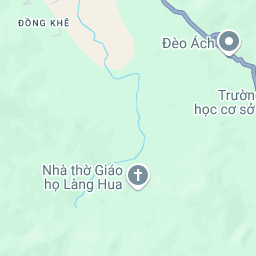 ĐỒNG KHÊ
Đèo Ách
Trườn
học cơ sở
Nhà thờ Giáo
họ Làng Hua